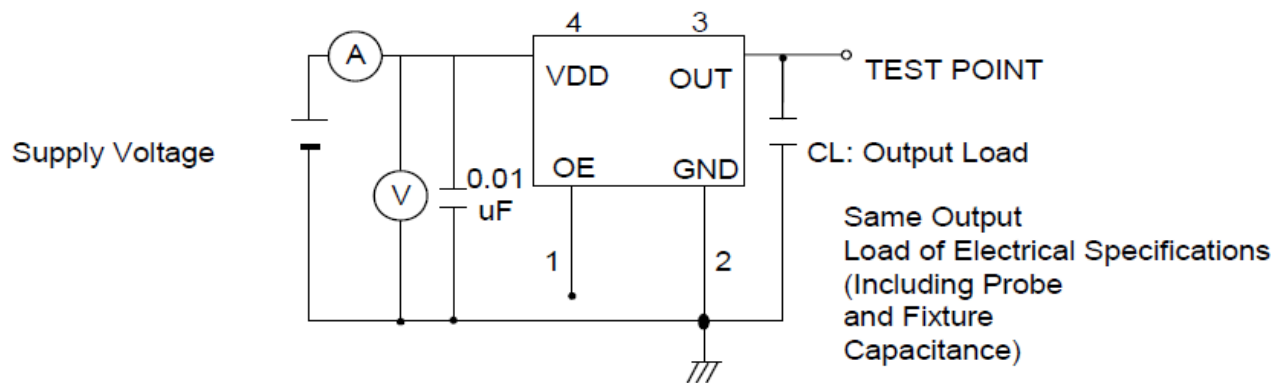 4
3
A
VDD
OUT
TEST POINT
Supply Voltage
CL: Output Load
OE
GND
V
0.01
uF
1
2
Same Output
Load of Electrical Specifications
(Including Probe
and Fixture
Capacitance)